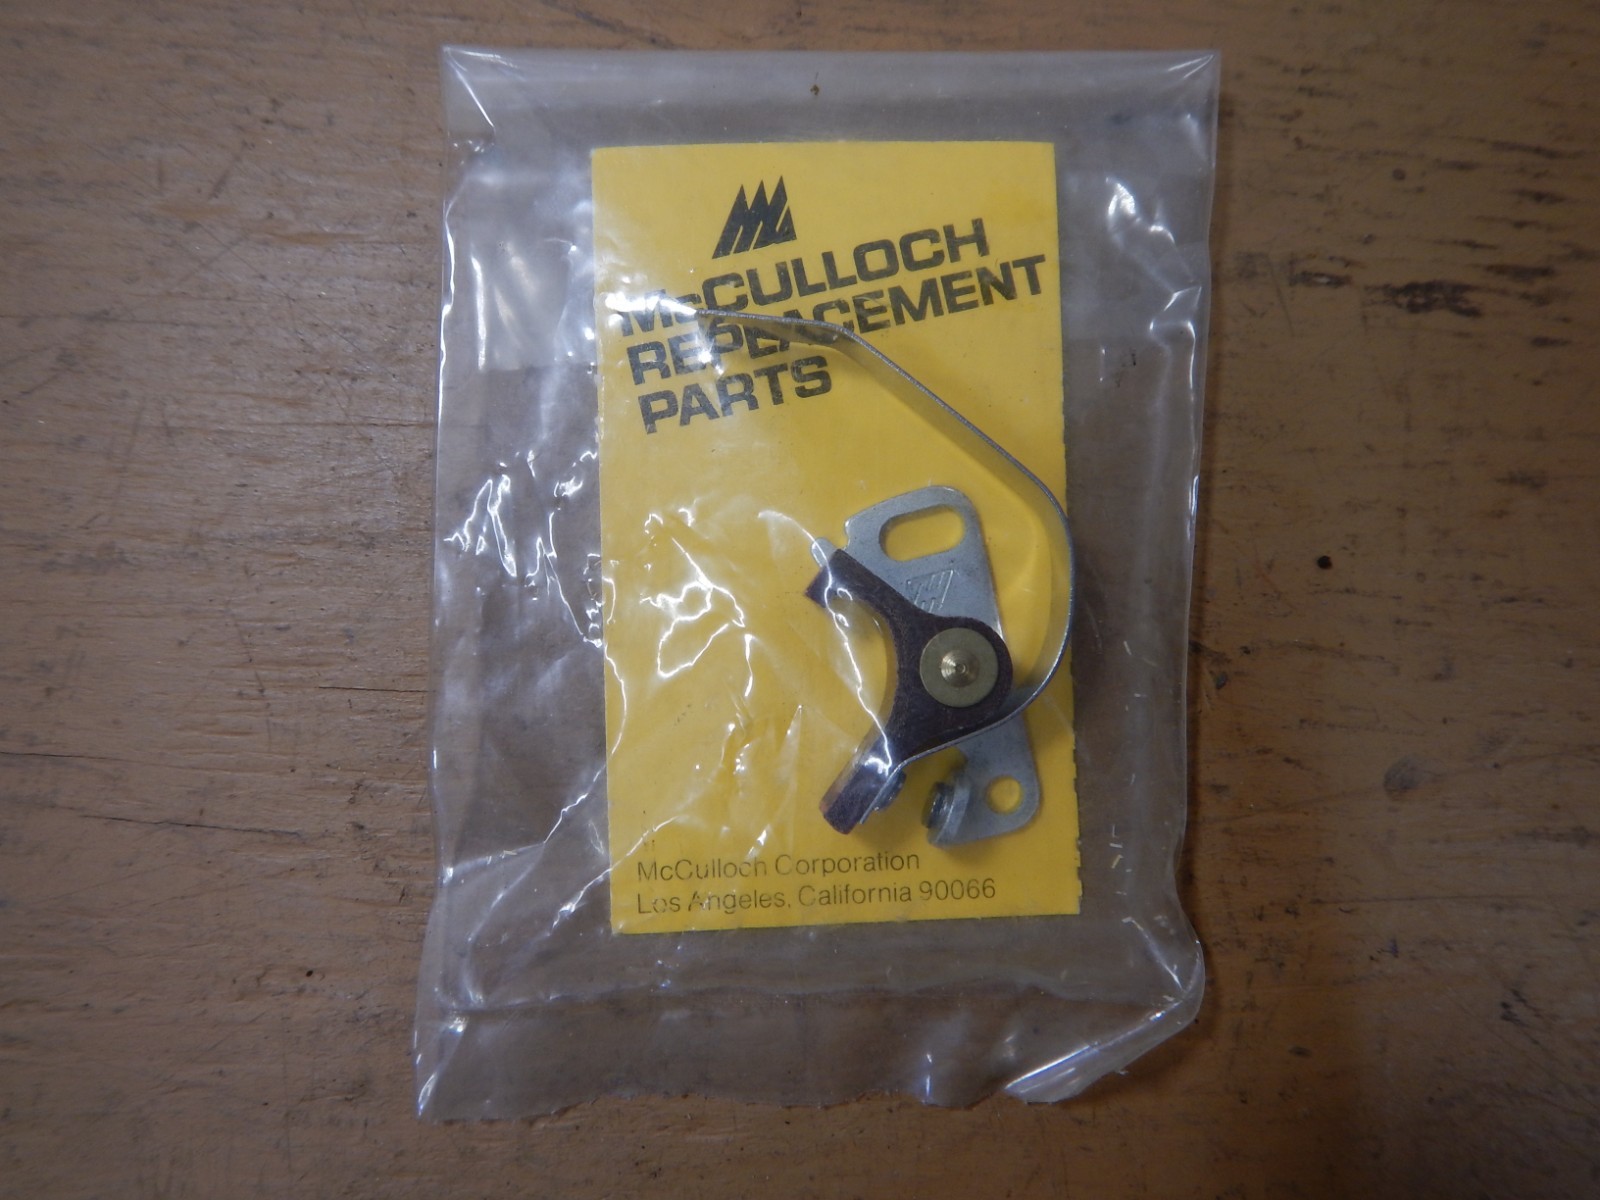 McCULLOCH
REPLACEMENT
PARTS
McCulloch Corporation
Los Angeles, California 90066